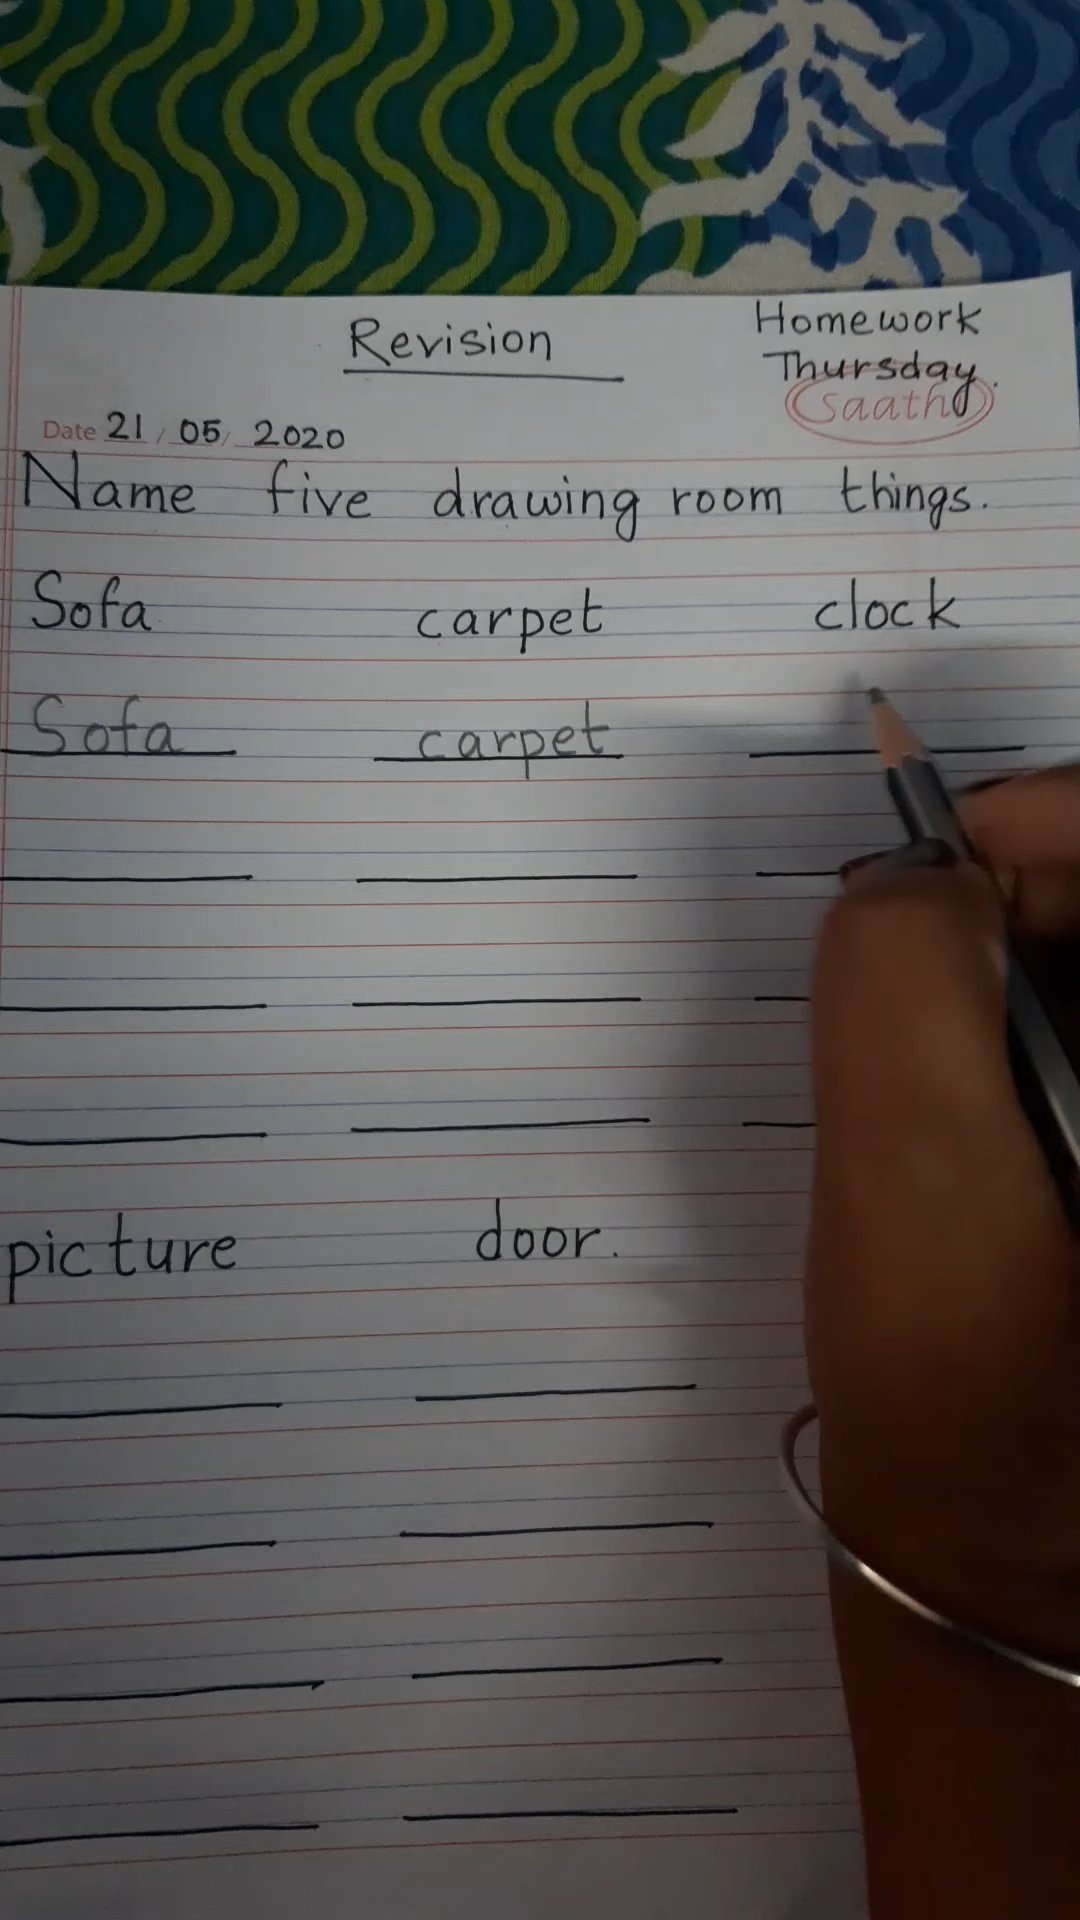 Revision
Homework
Thursday.
saathi
Date 21/05/2020
Name five drawing room things.
Sofa carpet clock
Sofa carpet
picture door.